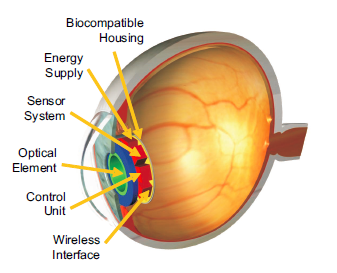 Biocompatible
Housing
Energy
Supply
Sensor
System
Optical
Element
Control
Unit
Wireless
Interface